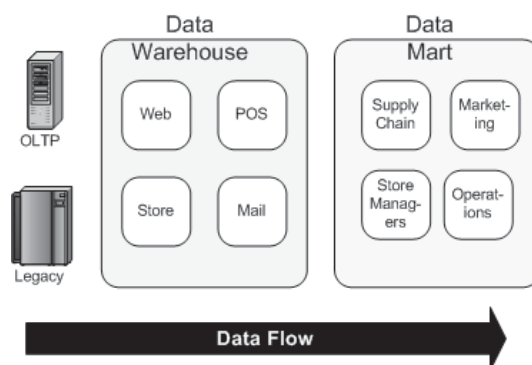 Data
Warehouse
Data
Mart
OLTP
Legacy
Web
POS
Store
Mail
Supply
Chain
Market-
ing
Store
Manag-
ers
Operat-
ions
Data Flow